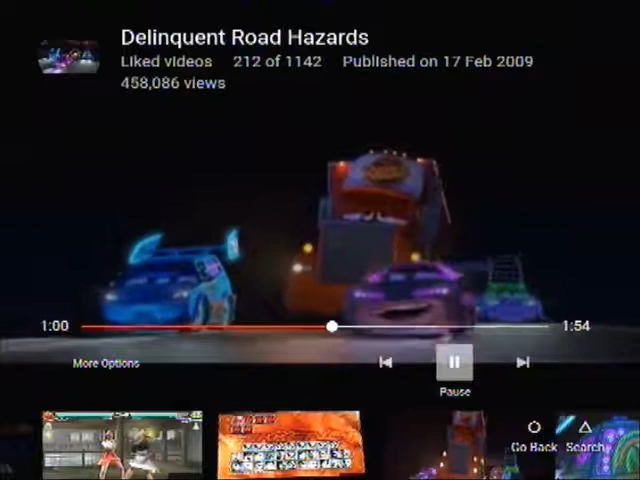 Delinquent Road Hazards
Liked videos 212 of 1142 Published on 17 Feb 2009
458,086 views
1:00 1:54
More Options
Pause
Go Back Search